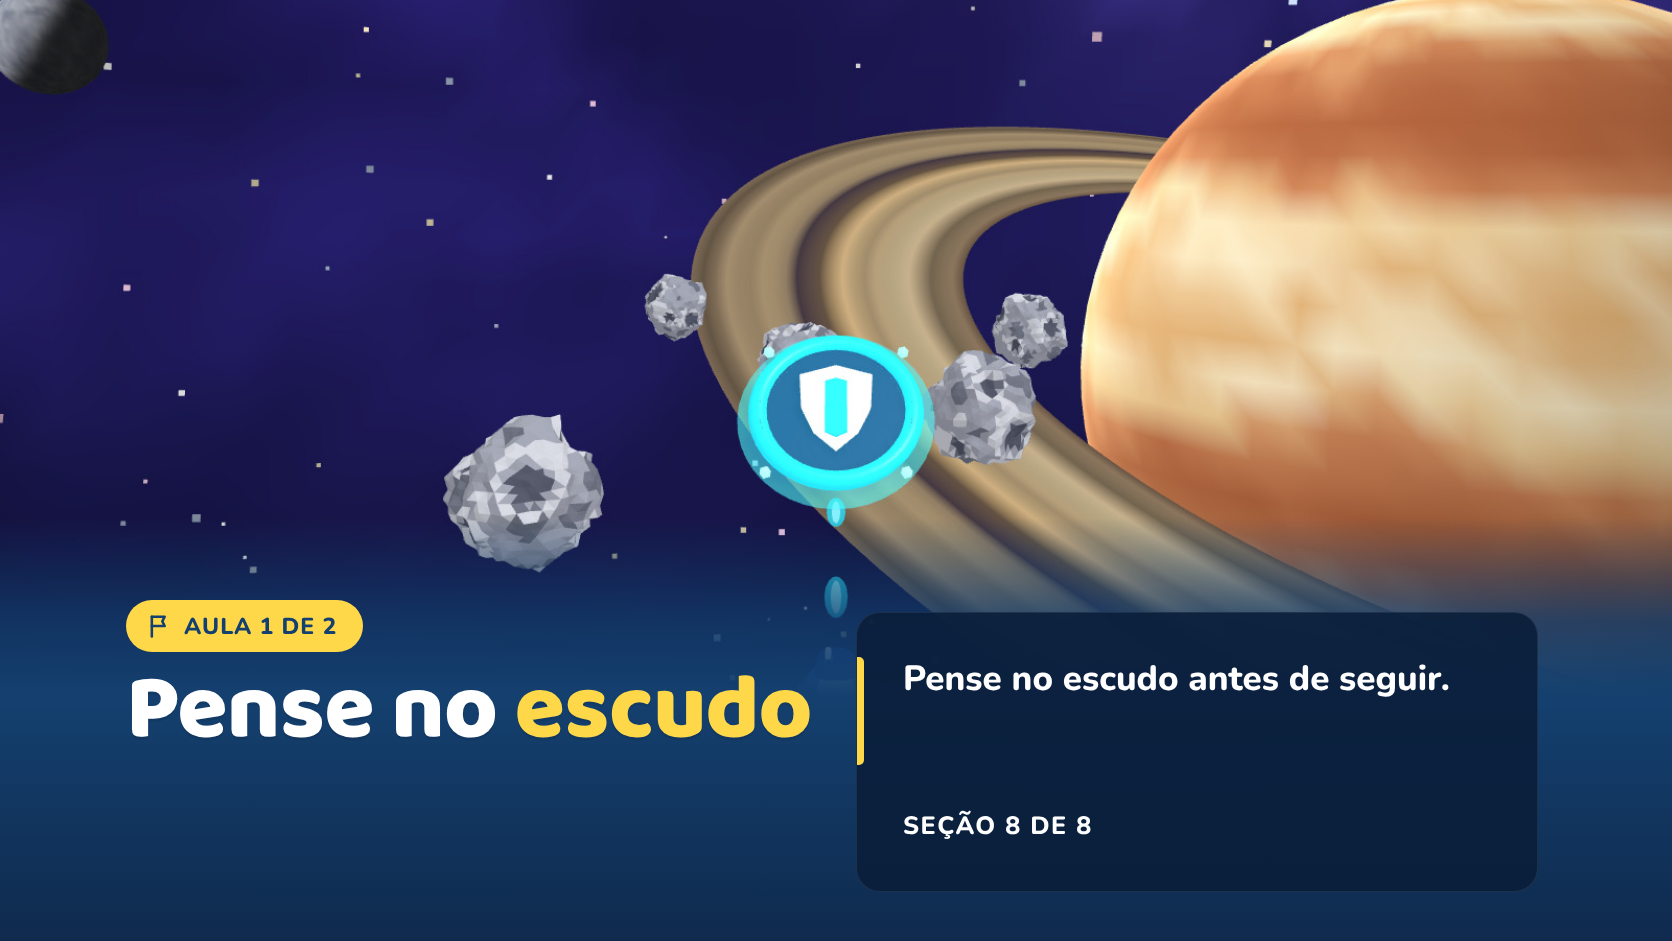 AULA 1 DE 2
Pense no escudo
Pense no escudo antes de seguir.
SEÇÃO 8 DE 8